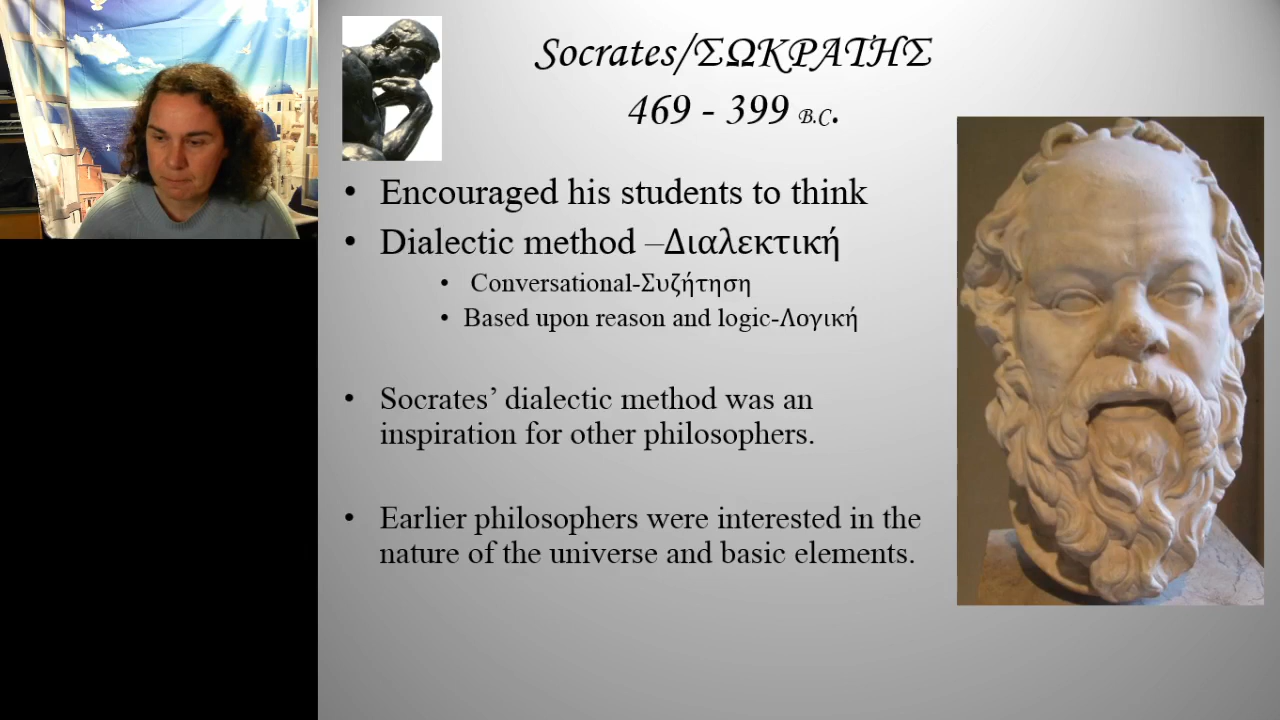 Socrates/ΣΩΚΡΑΤΗΣ
469 - 399 B.C.
• Encouraged his students to think
• Dialectic method –Διαλεκτική
• Conversational-Συζήτηση
• Based upon reason and logic-Λογική
• Socrates’ dialectic method was an
inspiration for other philosophers.
• Earlier philosophers were interested in the
nature of the universe and basic elements.